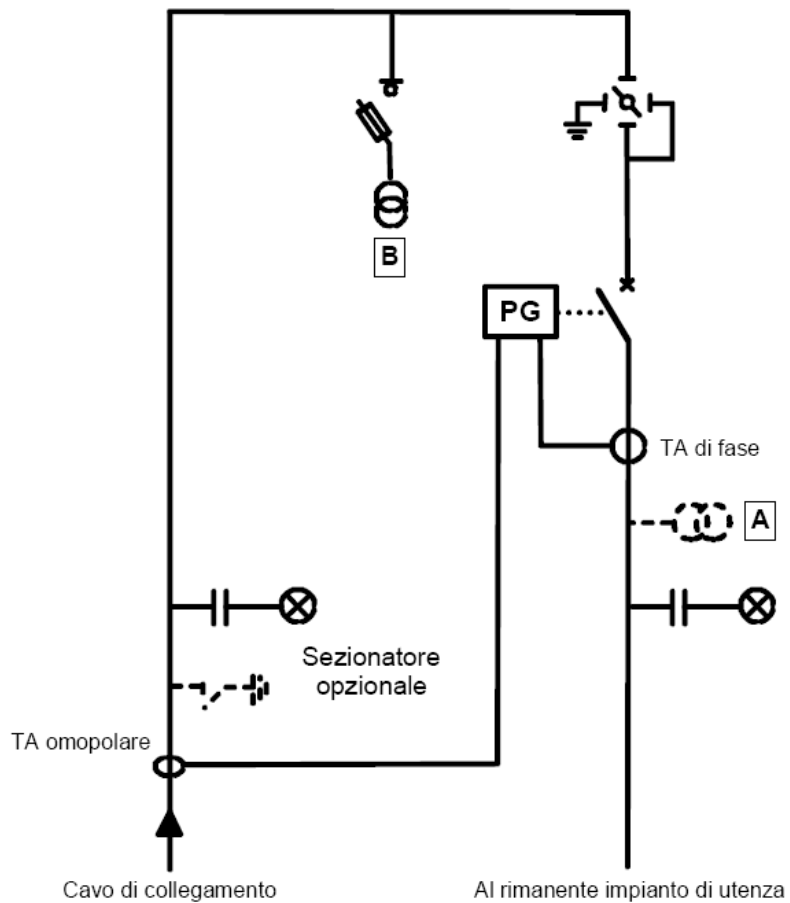 B
PG
TA di fase
A
Sezionatore
opzionale
TA omopolare
Cavo di collegamento
Al rimanente impianto di utenza